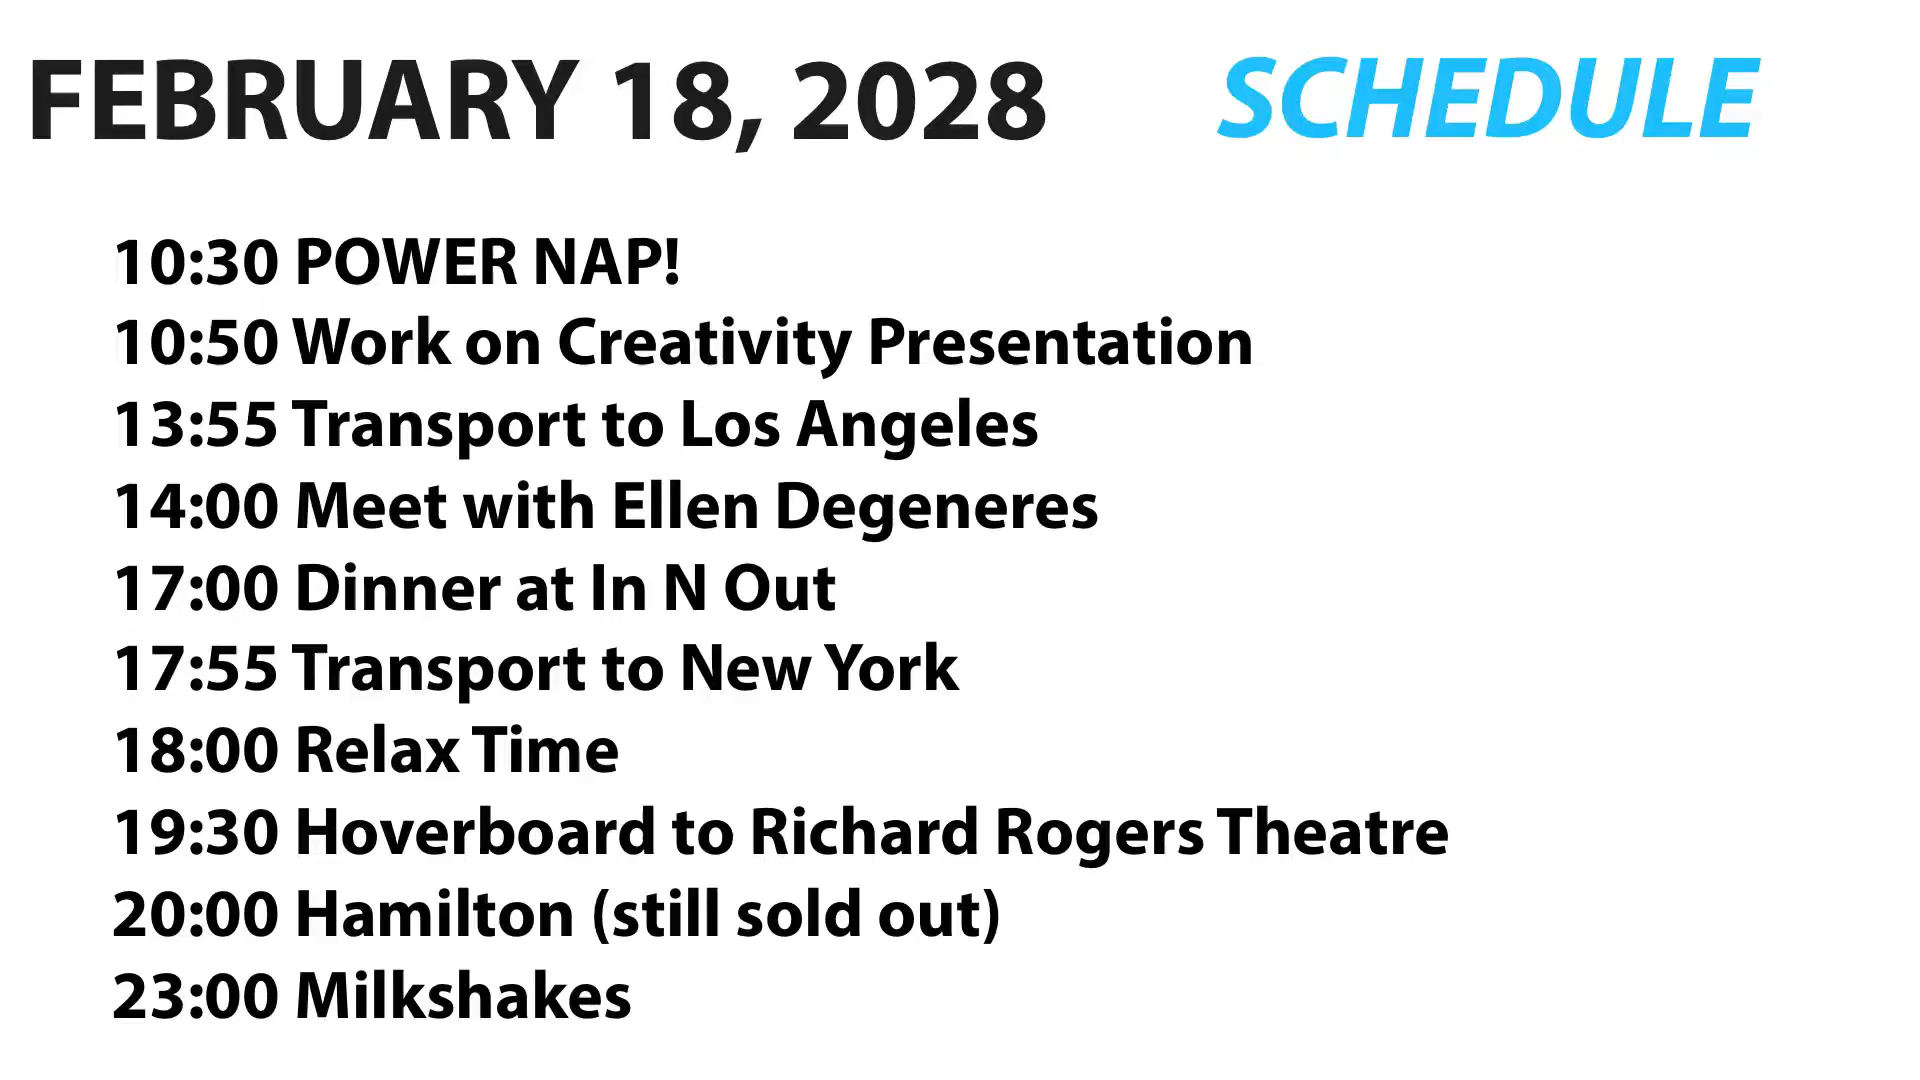 FEBRUARY 18, 2028 SCHEDULE
10:30 POWER NAP!
10:50 Work on Creativity Presentation
13:55 Transport to Los Angeles
14:00 Meet with Ellen Degeneres
17:00 Dinner at In N Out
17:55 Transport to New York
18:00 Relax Time
19:30 Hoverboard to Richard Rogers Theatre
20:00 Hamilton (still sold out)
23:00 Milkshakes